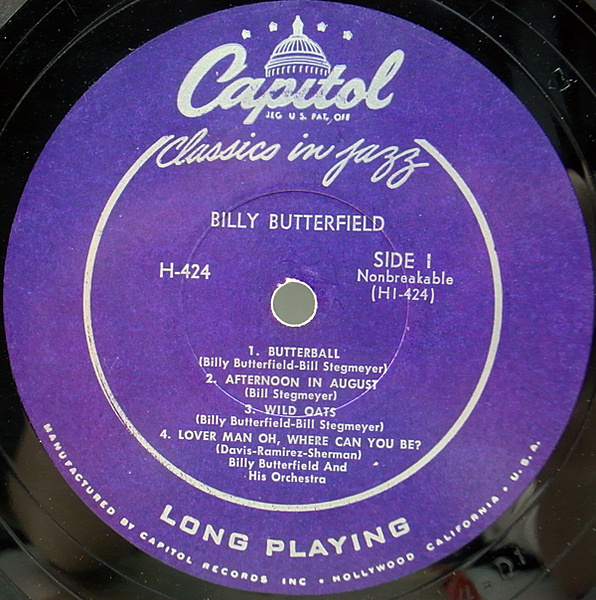 Capitol
REG U.S. PAT. OFF
Classics in jazz
BILLY BUTTERFIELD
H-424
SIDE 1
Nonbreakable
(H1-424)
1. BUTTERBALL
(Billy Butterfield-Bill Stegmeyer)
2. AFTERNOON IN AUGUST
(Bill Stegmeyer)
3. WILD OATS
(Billy Butterfield-Bill Stegmeyer)
4. LOVER MAN OH, WHERE CAN YOU BE?
(Davis-Ramirez-Sherman)
Billy Butterfield And
His Orchestra
LONG PLAYING
MANUFACTURED BY CAPITOL RECORDS INC • HOLLYWOOD CALIFORNIA • U.S.A.